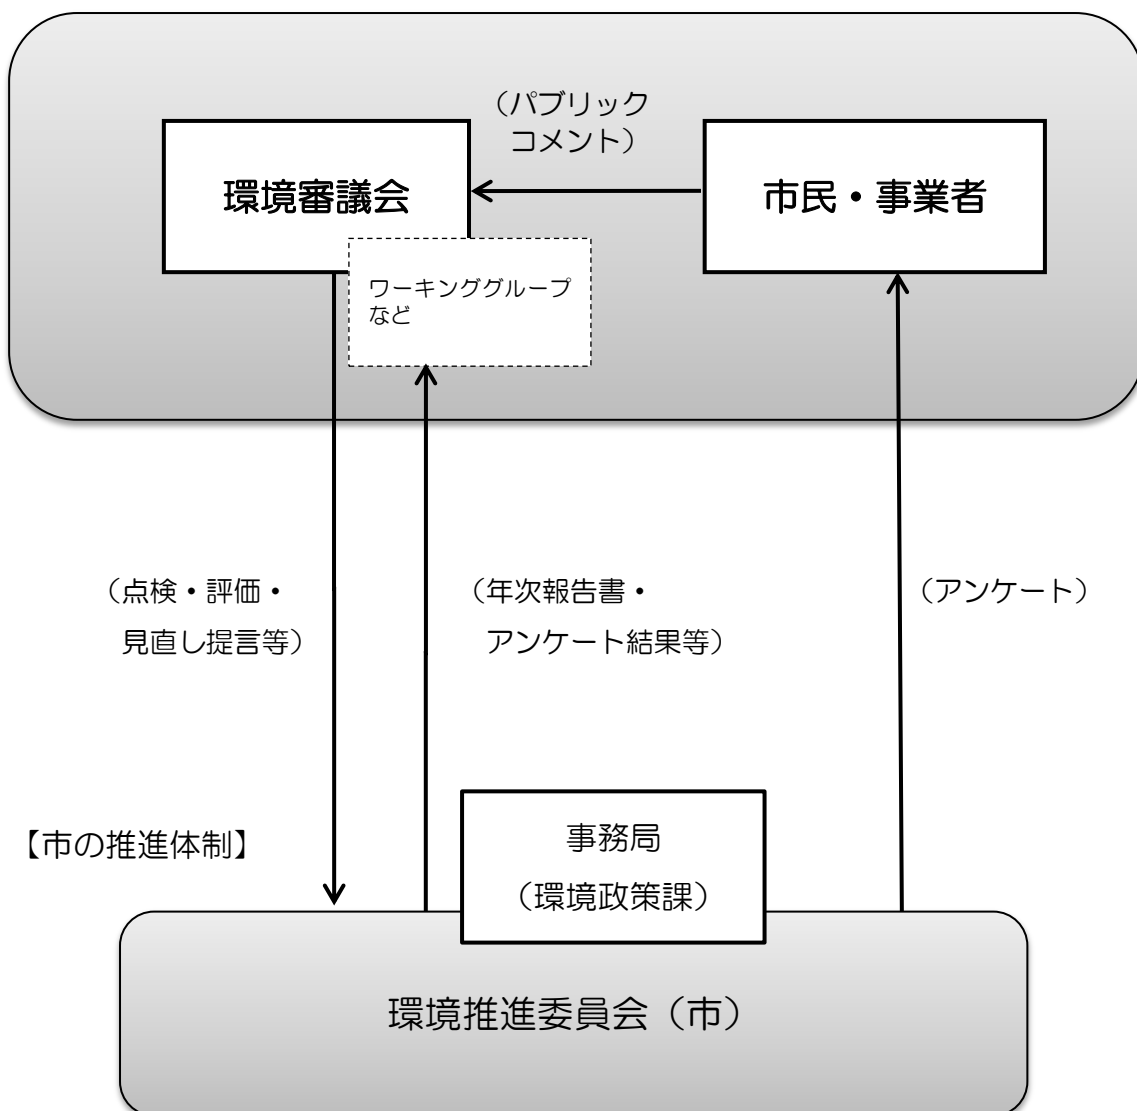 （パブリック
コメント）
環境審議会
市民・事業者
ワーキンググループ
など
（点検・評価・
見直し提言等）
（年次報告書・
アンケート結果等）
（アンケート）
【市の推進体制】
事務局
（環境政策課）
環境推進委員会（市）